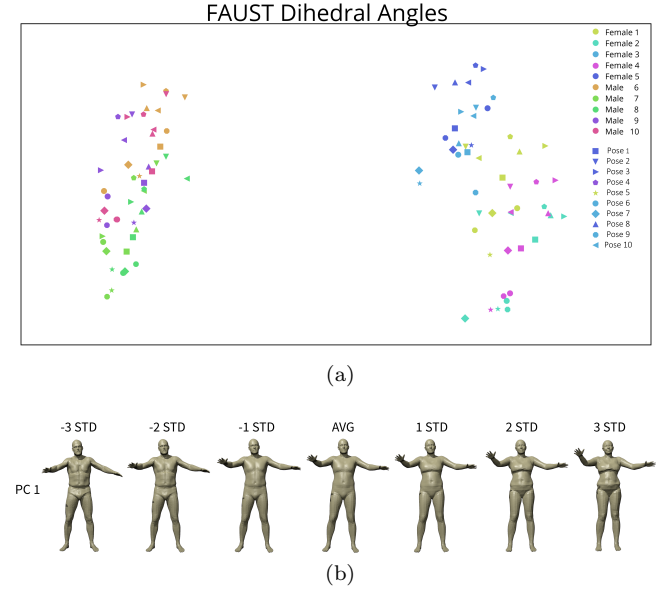 FAUST Dihedral Angles
Female 1
Female 2
Female 3
Female 4
Female 5
Male 6
Male 7
Male 8
Male 9
Male 10
Pose 1
Pose 2
Pose 3
Pose 4
Pose 5
Pose 6
Pose 7
Pose 8
Pose 9
Pose 10
(a)
-3 STD -2 STD -1 STD AVG 1 STD 2 STD 3 STD
PC 1
(b)